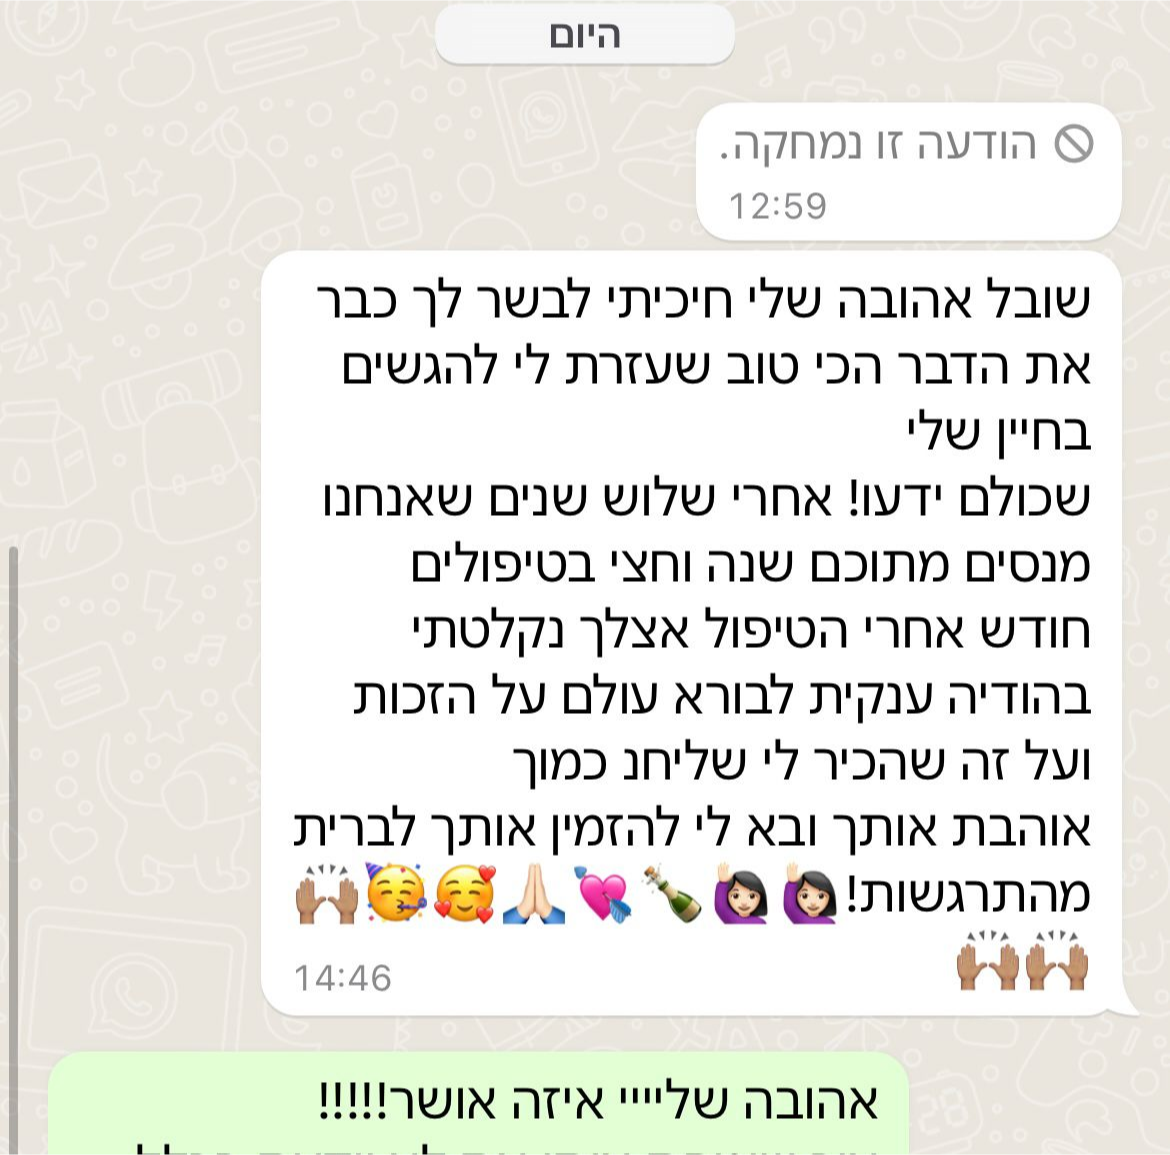 היום
הודעה זו נמחקה.
12:59
שובל אהובה שלי חיכיתי לבשר לך כבר
את הדבר הכי טוב שעזרת לי להגשים
בחיין שלי
שכולם ידעו! אחרי שלוש שנים שאנחנו
מנסים מתוכם שנה וחצי בטיפולים
חודש אחרי הטיפול אצלך נקלטתי
בהודיה ענקית לבורא עולם על הזכות
ועל זה שהכיר לי שליחנ כמוך
אוהבת אותך ובא לי להזמין אותך לברית
מהתרגשות!🙋🏻‍♀️🙋🏻‍♀️🍾💘🙏🏻🥰🥳🙌🏽
🙌🏽🙌🏽
14:46
אהובה שליייי איזה אושר!!!!!